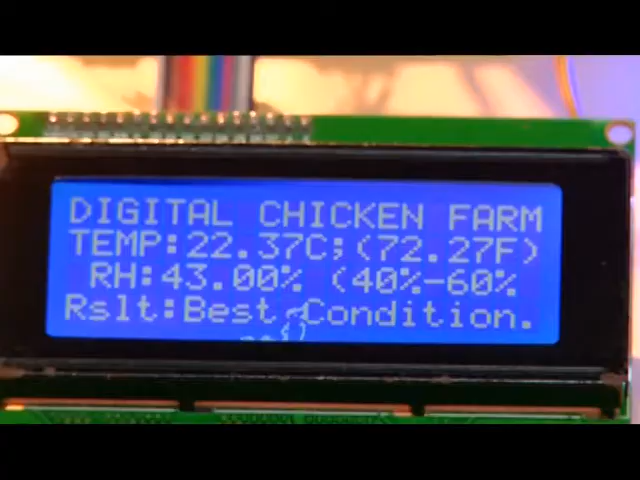 DIGITAL CHICKEN FARM
TEMP:22.37C;(72.27F)
RH:43.00% (40%-60%
Rslt:Best Condition.